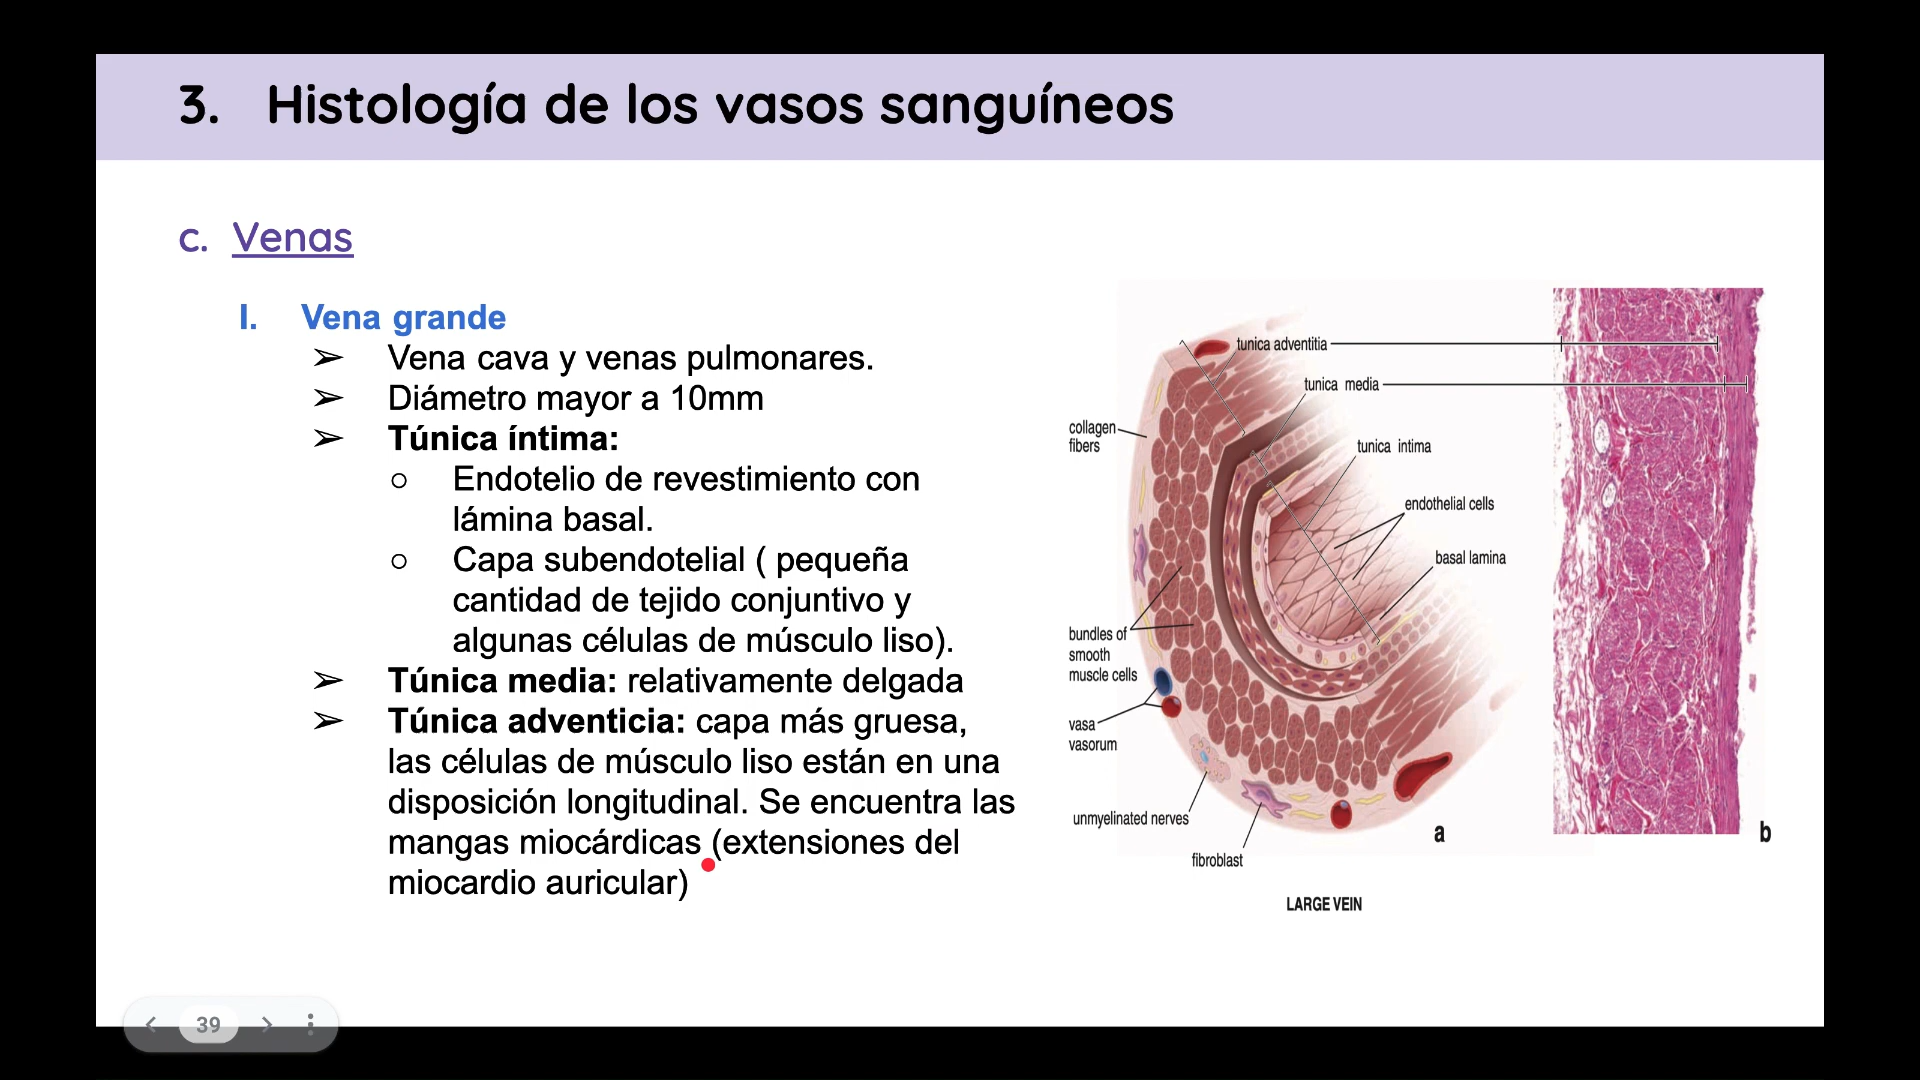 3. Histología de los vasos sanguíneos
c. Venas
I. Vena grande
➢ Vena cava y venas pulmonares.
➢ Diámetro mayor a 10mm
➢ Túnica íntima:
○ Endotelio de revestimiento con
lámina basal.
○ Capa subendotelial ( pequeña
cantidad de tejido conjuntivo y
algunas células de músculo liso).
➢ Túnica media: relativamente delgada
➢ Túnica adventicia: capa más gruesa,
las células de músculo liso están en una
disposición longitudinal. Se encuentra las
mangas miocárdicas (extensiones del
miocardio auricular)
tunica adventitia
tunica media
collagen
fibers
tunica intima
endothelial cells
basal lamina
bundles of
smooth
muscle cells
vasa
vasorum
unmyelinated nerves
fibroblast
a
b
LARGE VEIN
39